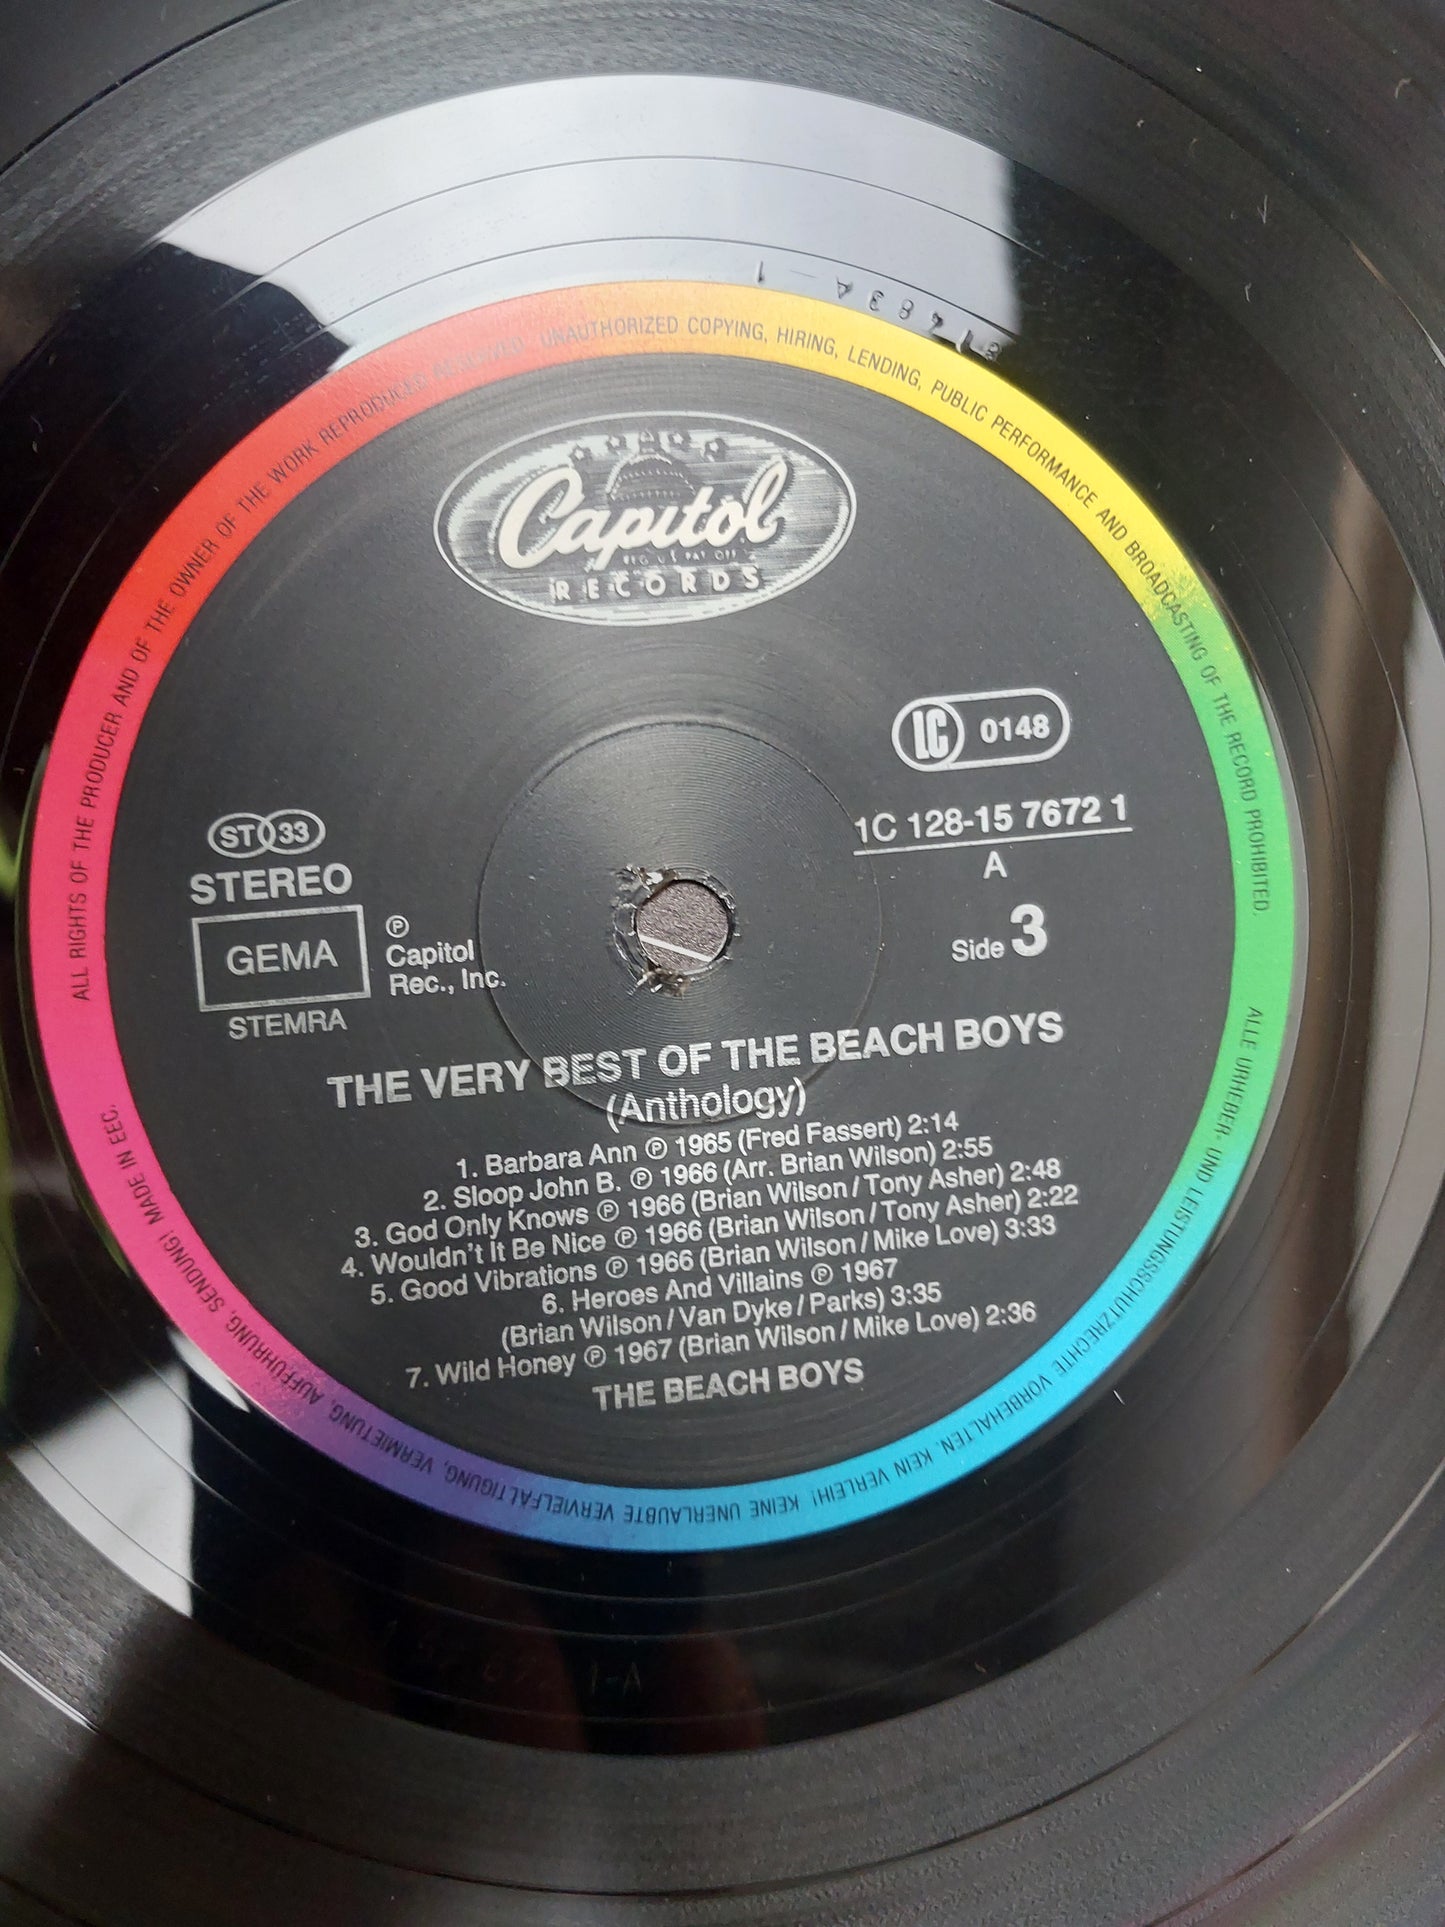 ALL RIGHTS OF THE PRODUCER AND OF THE OWNER OF THE WORK REPRODUCED RESERVED. UNAUTHORIZED COPYING, HIRING, LENDING, PUBLIC PERFORMANCE AND BROADCASTING OF THE RECORD PROHIBITED.
Capitol
RECORDS
LC 0148
1C 128-15 7672 1
A
Side 3
ST 33
STEREO
GEMA
STEMRA
℗
Capitol
Rec., Inc.
THE VERY BEST OF THE BEACH BOYS
(Anthology)
1. Barbara Ann ℗ 1965 (Fred Fassert) 2:14
2. Sloop John B. ℗ 1966 (Arr. Brian Wilson) 2:55
3. God Only Knows ℗ 1966 (Brian Wilson/Tony Asher) 2:48
4. Wouldn't It Be Nice ℗ 1966 (Brian Wilson/Tony Asher) 2:22
5. Good Vibrations ℗ 1966 (Brian Wilson/Mike Love) 3:33
6. Heroes And Villains ℗ 1967
(Brian Wilson/Van Dyke/Parks) 3:35
7. Wild Honey ℗ 1967 (Brian Wilson/Mike Love) 2:36
THE BEACH BOYS
ALLE URHEBER- UND LEISTUNGSSCHUTZRECHTE VORBEHALTEN. KEIN VERLEIH! KEINE UNERLAUBTE VERVIELFÄLTIGUNG, VERMIETUNG, AUFFÜHRUNG, SENDUNG! MADE IN EEC.